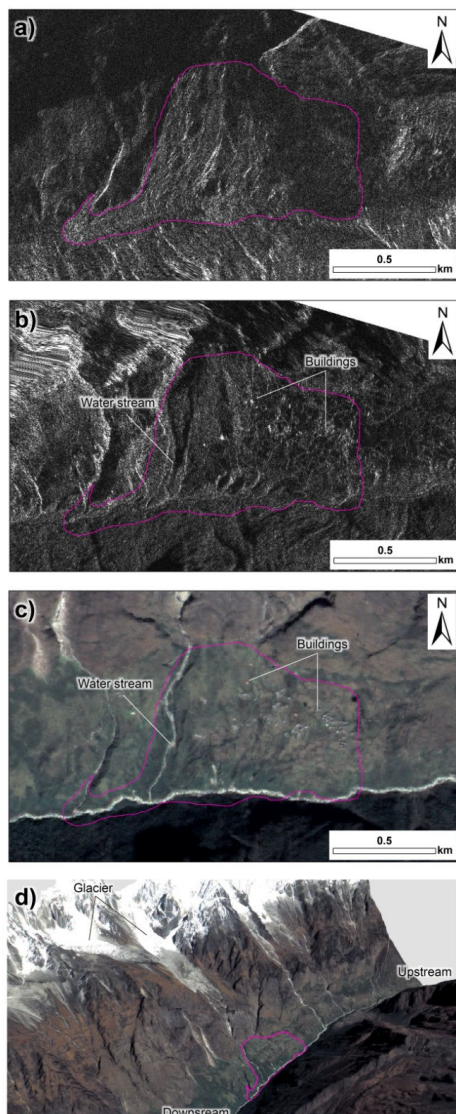 a)
N
0.5
km
b)
N
Buildings
Water stream
0.5
km
c)
N
Buildings
Water stream
0.5
km
d)
Glacier
Upstream
Downsream